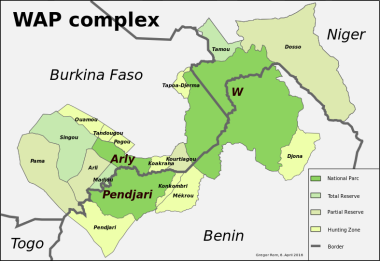 WAP complex
Niger
Tamou
Dosso
Burkina Faso
Tapoa-Djerma
W
Ouamou
Tandougou
Singou
Pagou
Kourtiagou
Pama
Arly
Koakrana
Djona
Arli
Madjoari
Konkombri
Pendjari
Mékrou
Pendjari
Togo
Benin
National Parc
Total Reserve
Partial Reserve
Hunting Zone
Border